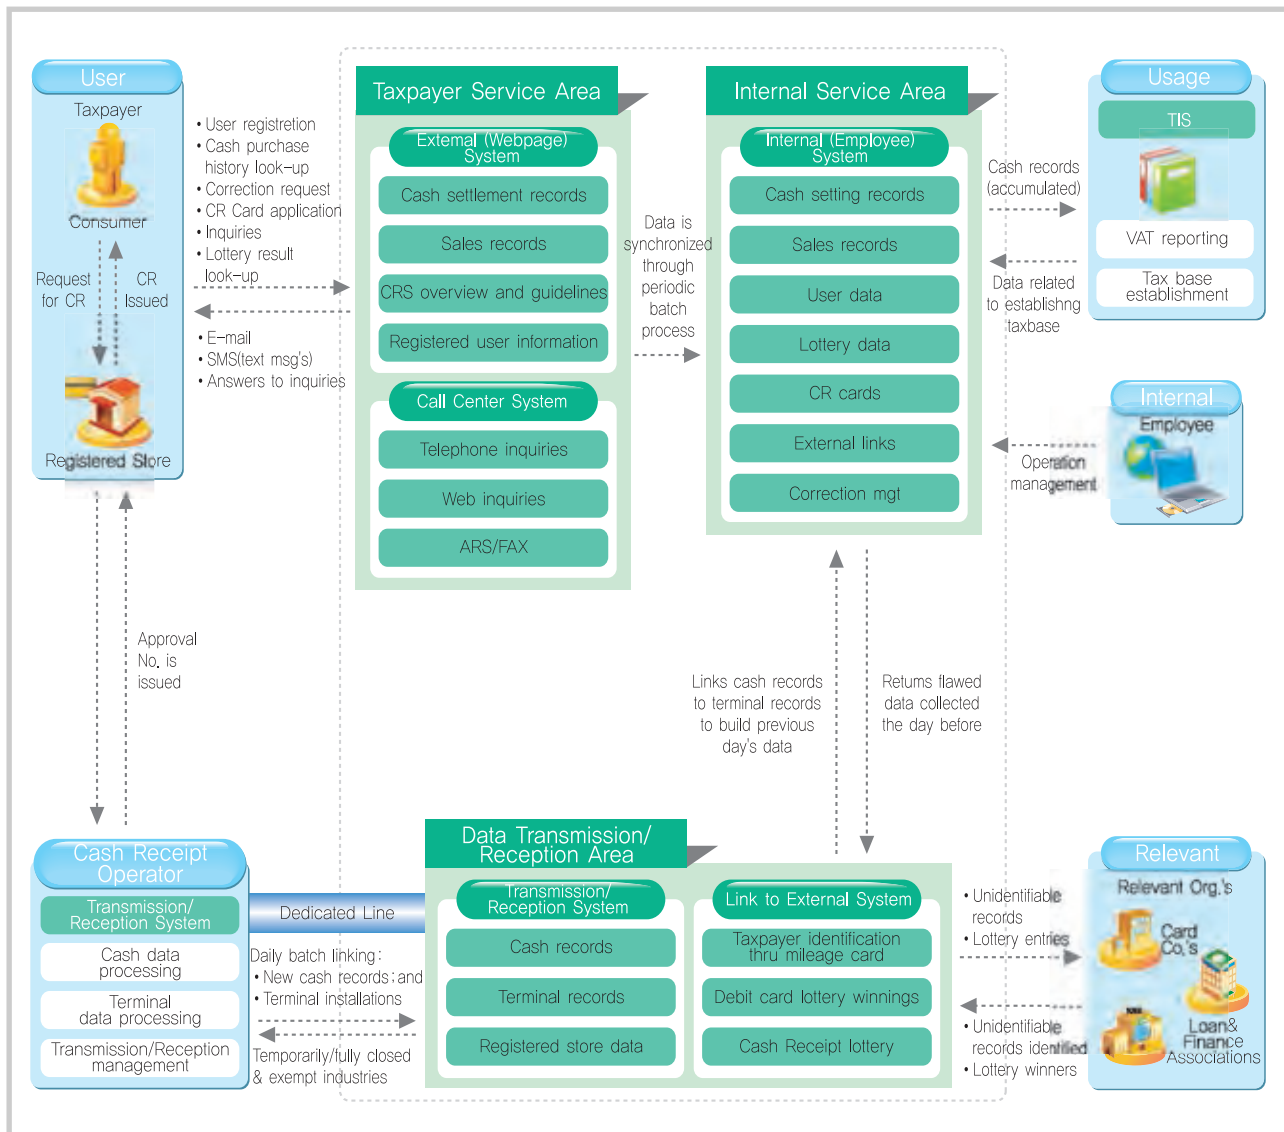 User
Taxpayer
Consumer
Request
for CR
CR
Issued
Registered Store
• User registretion
• Cash purchase
history look-up
• Correction request
• CR Card application
• Inquiries
• Lottery result
look-up
• E-mail
• SMS(text msg's)
• Answers to inquiries
Taxpayer Service Area
External (Webpage)
System
Cash settlement records
Sales records
CRS overview and guidelines
Registered user information
Call Center System
Telephone inquiries
Web inquiries
ARS/FAX
Data is
synchronized
through
periodic
batch
process
Internal Service Area
Internal (Employee)
System
Cash setting records
Sales records
User data
Lottery data
CR cards
External links
Correction mgt
Cash records
(accumulated)
Data related
to establishng
taxbase
Usage
TIS
VAT reporting
Tax base
establishment
Operation
management
Internal
Employee
Approval
No. is
issued
Links cash records
to terminal records
to build previous
day's data
Returns flawed
data collected
the day before
Cash Receipt
Operator
Transmission/
Reception System
Cash data
processing
Terminal
data processing
Transmission/Reception
management
Dedicated Line
Daily batch linking:
• New cash records; and
• Terminal installations
Temporarily/fully closed
& exempt industries
Data Transmission/
Reception Area
Transmission/
Reception System
Cash records
Terminal records
Registered store data
Link to External System
Taxpayer identification
thru mileage card
Debit card lottery winnings
Cash Receipt lottery
• Unidentifiable
records
• Lottery entries
• Unidentifiable
records identified
• Lottery winners
Relevant
Relevant Org.'s
Card
Co,'s
Loan&
Finance
Associations